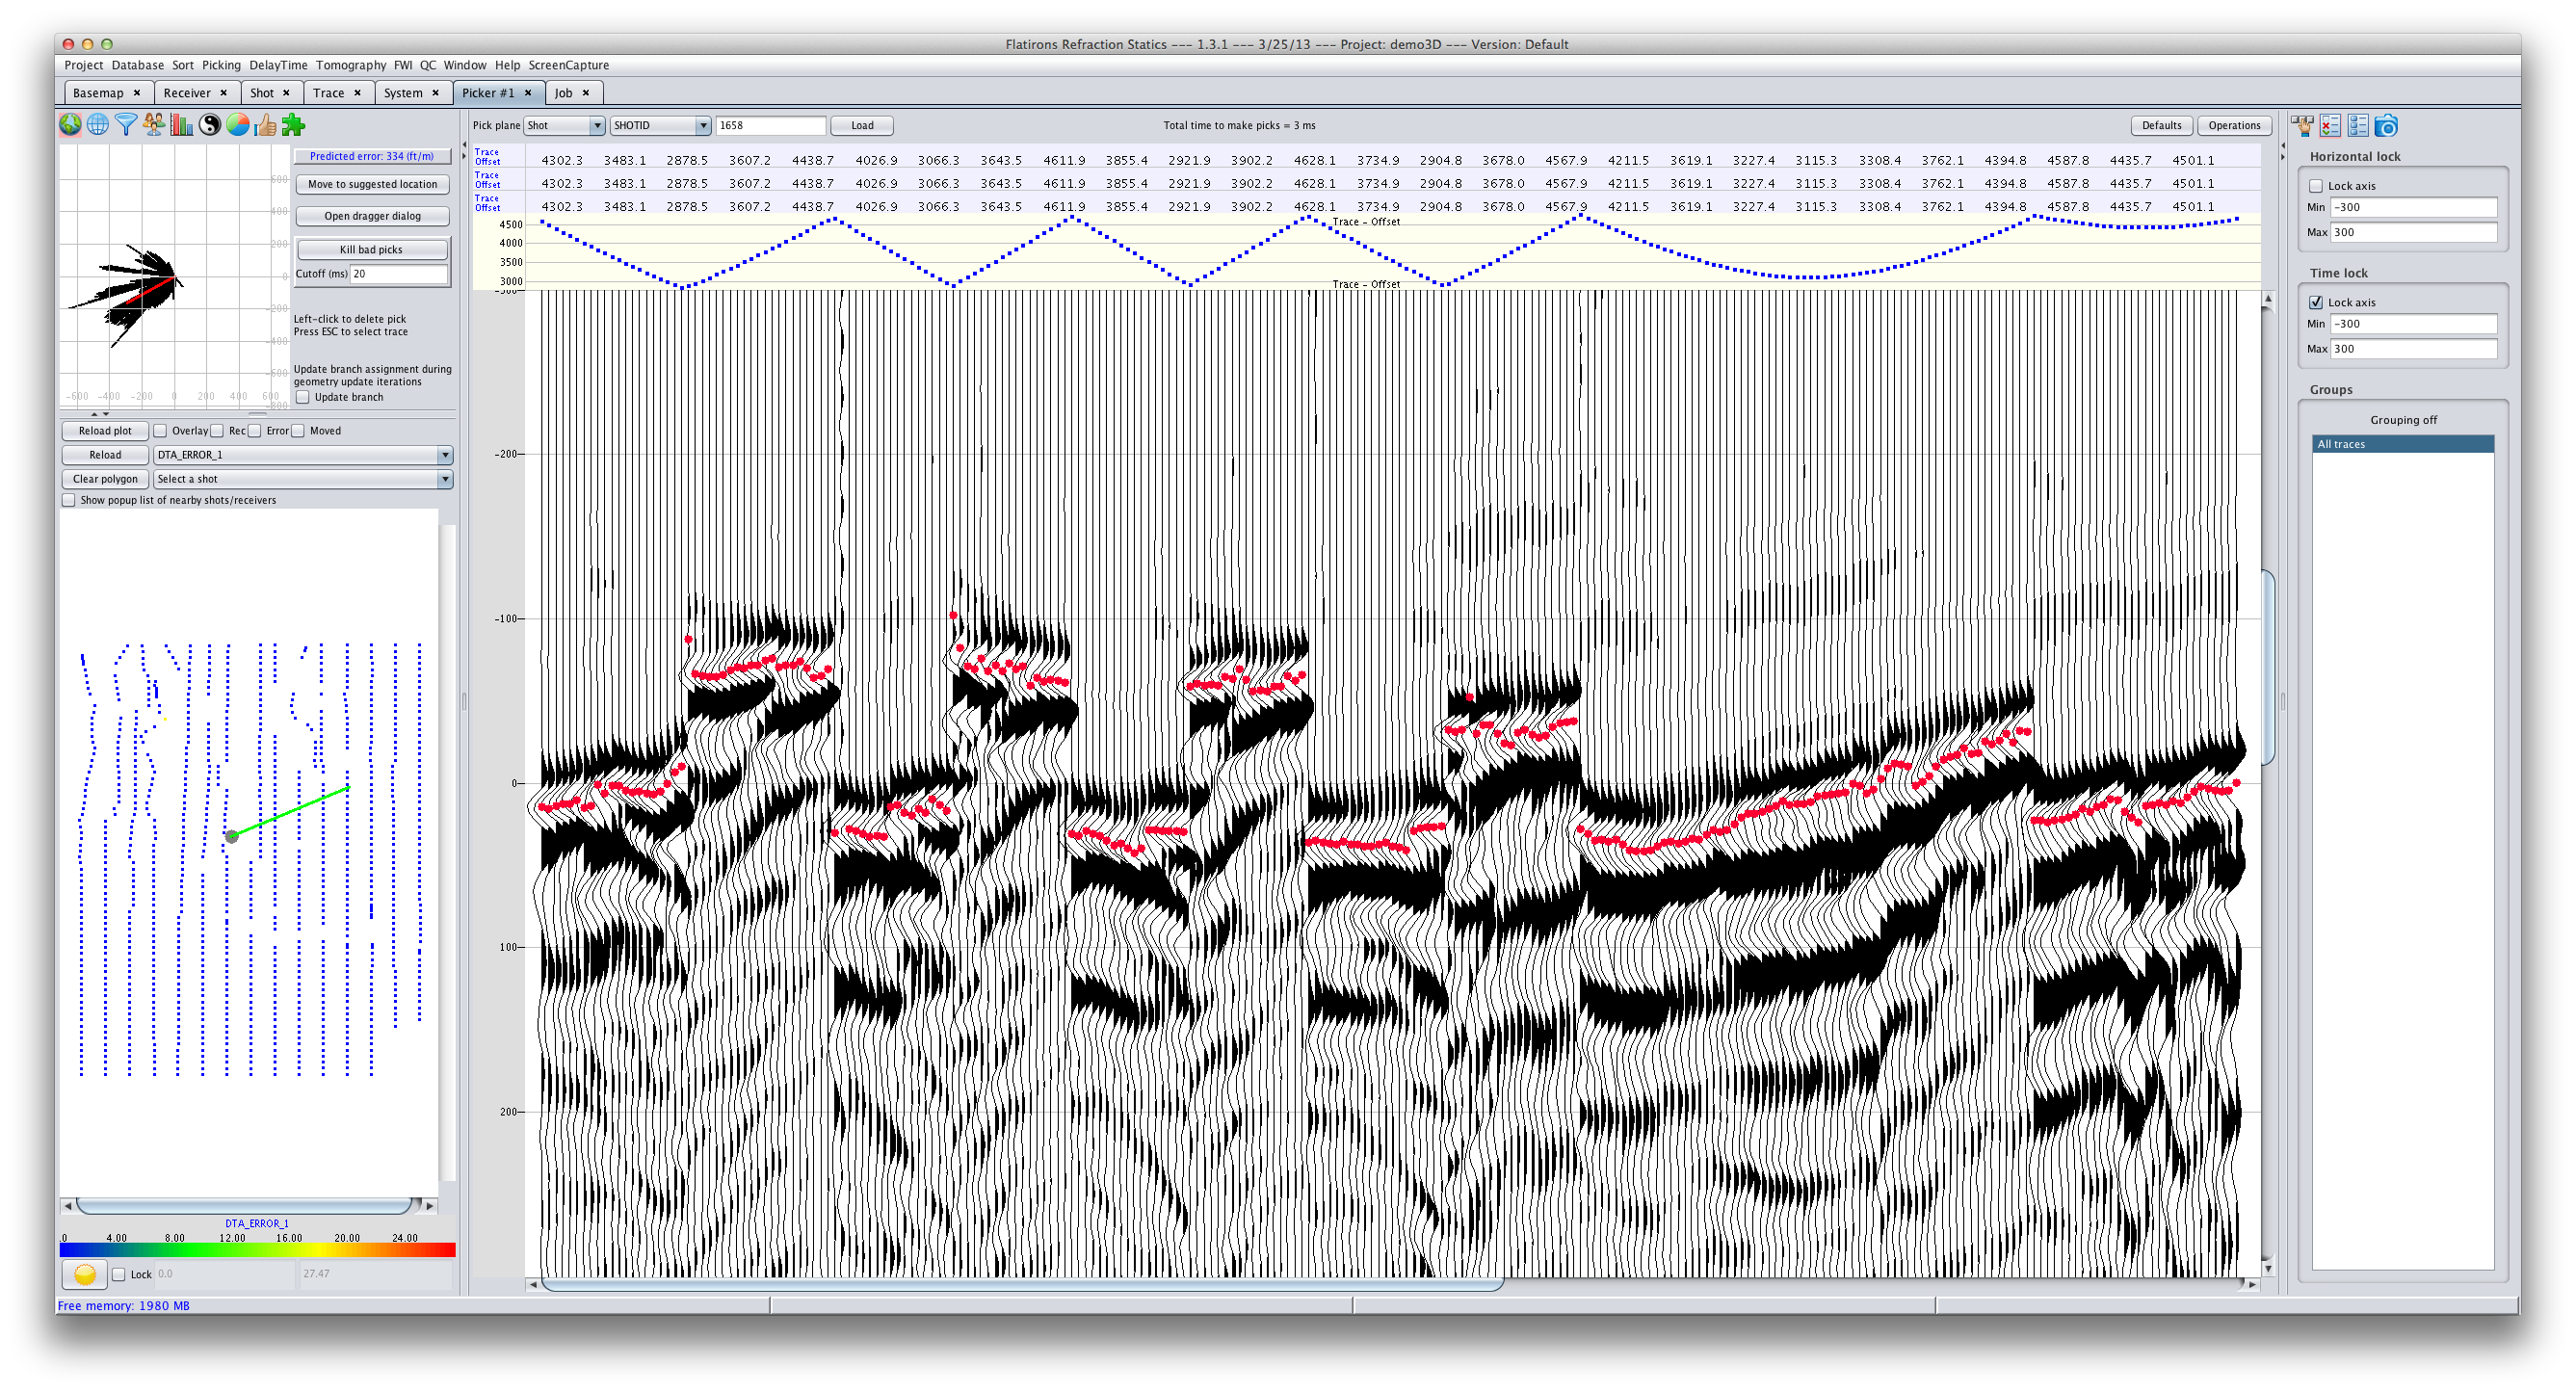 Flatirons Refraction Statics --- 1.3.1 --- 3/25/13 --- Project: demo3D --- Version: Default
Project Database Sort Picking DelayTime Tomography FWI QC Window Help ScreenCapture
Basemap × Receiver × Shot × Trace × System × Picker #1 × Job ×
Predicted error: 334 (ft/m)
Move to suggested location
Open dragger dialog
Kill bad picks
Cutoff (ms) 20
Left-click to delete pick
Press ESC to select trace
Update branch assignment during
geometry update iterations
Update branch
600
400
200
0
-200
-400
-600
-800
-600 -400 -200 0 200 400 600
Reload plot Overlay Rec Error Moved
Reload DTA_ERROR_1
Clear polygon Select a shot
Show popup list of nearby shots/receivers
DTA_ERROR_1
.0 4.00 8.00 12.00 16.00 20.00 24.00
Lock 0.0 27.47
Free memory: 1980 MB
Pick plane Shot SHOTID 1658 Load Total time to make picks = 3 ms Defaults Operations
Trace
Offset 4302.3 3483.1 2878.5 3607.2 4438.7 4026.9 3066.3 3643.5 4611.9 3855.4 2921.9 3902.2 4628.1 3734.9 2904.8 3678.0 4567.9 4211.5 3619.1 3227.4 3115.3 3308.4 3762.1 4394.8 4587.8 4435.7 4501.1
Trace
Offset 4302.3 3483.1 2878.5 3607.2 4438.7 4026.9 3066.3 3643.5 4611.9 3855.4 2921.9 3902.2 4628.1 3734.9 2904.8 3678.0 4567.9 4211.5 3619.1 3227.4 3115.3 3308.4 3762.1 4394.8 4587.8 4435.7 4501.1
Trace
Offset 4302.3 3483.1 2878.5 3607.2 4438.7 4026.9 3066.3 3643.5 4611.9 3855.4 2921.9 3902.2 4628.1 3734.9 2904.8 3678.0 4567.9 4211.5 3619.1 3227.4 3115.3 3308.4 3762.1 4394.8 4587.8 4435.7 4501.1
Trace - Offset
4500
4000
3500
3000
Trace - Offset
-300
-200
-100
0
100
200
Horizontal lock
Lock axis
Min -300
Max 300
Time lock
Lock axis
Min -300
Max 300
Groups
Grouping off
All traces